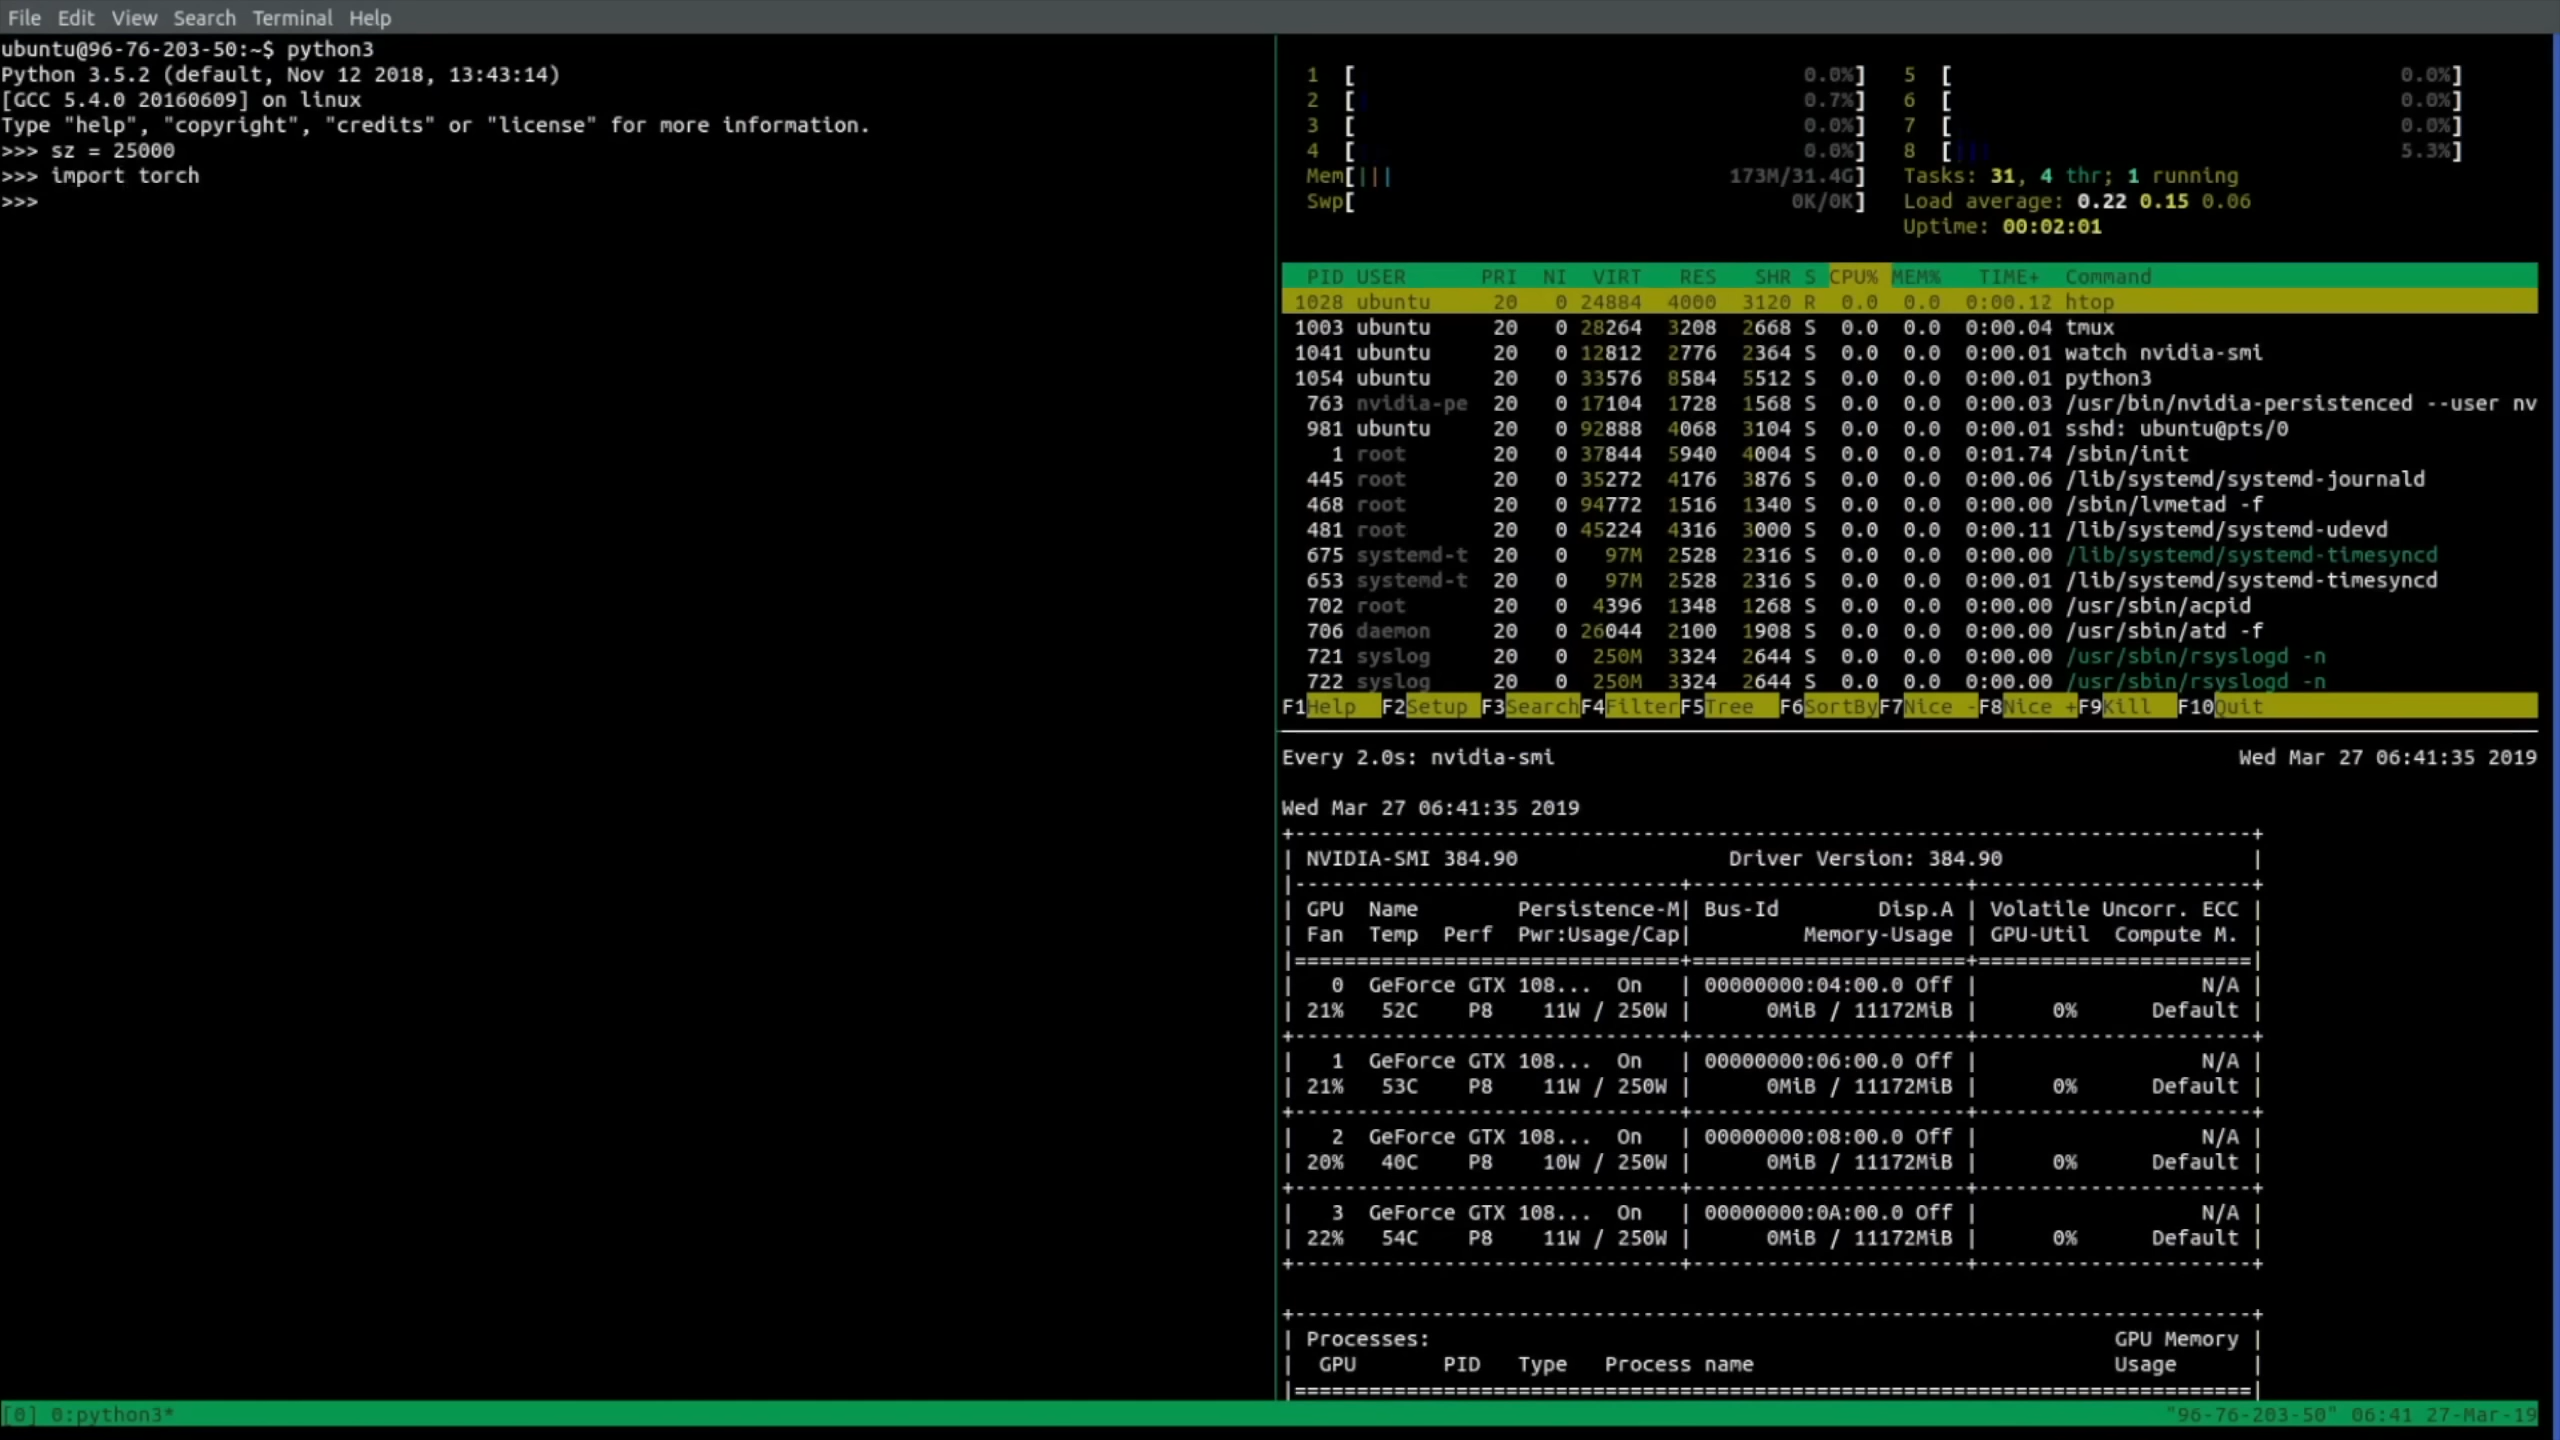 File Edit View Search Terminal Help
ubuntu@96-76-203-50:~$ python3
Python 3.5.2 (default, Nov 12 2018, 13:43:14)
[GCC 5.4.0 20160609] on linux
Type "help", "copyright", "credits" or "license" for more information.
>>> sz = 25000
>>> import torch
>>>
1 [ 0.0%] 5 [ 0.0%]
2 [ 0.7%] 6 [ 0.0%]
3 [ 0.0%] 7 [ 0.0%]
4 [ 0.0%] 8 [||| 5.3%]
Mem[||| 173M/31.4G] Tasks: 31, 4 thr; 1 running
Swp[ 0K/0K] Load average: 0.22 0.15 0.06
Uptime: 00:02:01
PID USER PRI NI VIRT RES SHR S CPU% MEM% TIME+ Command
1028 ubuntu 20 0 24884 4000 3120 R 0.0 0.0 0:00.12 htop
1003 ubuntu 20 0 28264 3208 2668 S 0.0 0.0 0:00.04 tmux
1041 ubuntu 20 0 12812 2776 2364 S 0.0 0.0 0:00.01 watch nvidia-smi
1054 ubuntu 20 0 33576 8584 5512 S 0.0 0.0 0:00.01 python3
763 nvidia-pe 20 0 17104 1728 1568 S 0.0 0.0 0:00.03 /usr/bin/nvidia-persistenced --user nv
981 ubuntu 20 0 92888 4068 3104 S 0.0 0.0 0:00.01 sshd: ubuntu@pts/0
1 root 20 0 37844 5940 4004 S 0.0 0.0 0:01.74 /sbin/init
445 root 20 0 35272 4176 3876 S 0.0 0.0 0:00.06 /lib/systemd/systemd-journald
468 root 20 0 94772 1516 1340 S 0.0 0.0 0:00.00 /sbin/lvmetad -f
481 root 20 0 45224 4316 3000 S 0.0 0.0 0:00.11 /lib/systemd/systemd-udevd
675 systemd-t 20 0 97M 2528 2316 S 0.0 0.0 0:00.00 /lib/systemd/systemd-timesyncd
653 systemd-t 20 0 97M 2528 2316 S 0.0 0.0 0:00.01 /lib/systemd/systemd-timesyncd
702 root 20 0 4396 1348 1268 S 0.0 0.0 0:00.00 /usr/sbin/acpid
706 daemon 20 0 26044 2100 1908 S 0.0 0.0 0:00.00 /usr/sbin/atd -f
721 syslog 20 0 250M 3324 2644 S 0.0 0.0 0:00.00 /usr/sbin/rsyslogd -n
722 syslog 20 0 250M 3324 2644 S 0.0 0.0 0:00.00 /usr/sbin/rsyslogd -n
F1Help F2Setup F3SearchF4FilterF5Tree F6SortByF7Nice -F8Nice +F9Kill F10Quit
Every 2.0s: nvidia-smi Wed Mar 27 06:41:35 2019
Wed Mar 27 06:41:35 2019
+-----------------------------------------------------------------------------+
| NVIDIA-SMI 384.90 Driver Version: 384.90 |
|-------------------------------+----------------------+----------------------+
| GPU Name Persistence-M| Bus-Id Disp.A | Volatile Uncorr. ECC |
| Fan Temp Perf Pwr:Usage/Cap| Memory-Usage | GPU-Util Compute M. |
|===============================+======================+======================|
| 0 GeForce GTX 108... On | 00000000:04:00.0 Off | N/A |
| 21% 52C P8 11W / 250W | 0MiB / 11172MiB | 0% Default |
+-------------------------------+----------------------+----------------------+
| 1 GeForce GTX 108... On | 00000000:06:00.0 Off | N/A |
| 21% 53C P8 11W / 250W | 0MiB / 11172MiB | 0% Default |
+-------------------------------+----------------------+----------------------+
| 2 GeForce GTX 108... On | 00000000:08:00.0 Off | N/A |
| 20% 40C P8 10W / 250W | 0MiB / 11172MiB | 0% Default |
+-------------------------------+----------------------+----------------------+
| 3 GeForce GTX 108... On | 00000000:0A:00.0 Off | N/A |
| 22% 54C P8 11W / 250W | 0MiB / 11172MiB | 0% Default |
+-------------------------------+----------------------+----------------------+
+-----------------------------------------------------------------------------+
| Processes: GPU Memory |
| GPU PID Type Process name Usage |
|=============================================================================|
[0] 0:python3* "96-76-203-50" 06:41 27-Mar-19